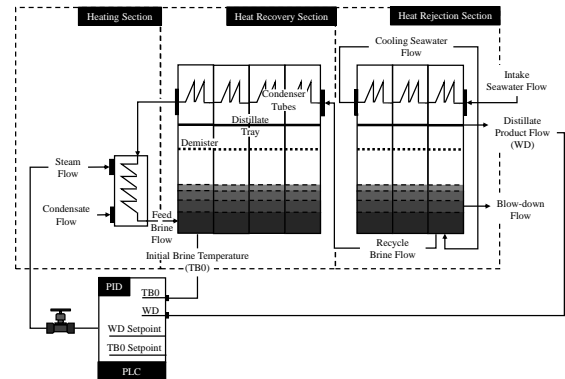 Heating Section
Heat Recovery Section
Heat Rejection Section
Cooling Seawater
Flow
Intake
Seawater Flow
Condenser
Tubes
Distillate
Tray
Distillate
Product Flow
(WD)
Demister
Steam
Flow
Condensate
Flow
Feed
Brine
Flow
Blow-down
Flow
Recycle
Brine Flow
Initial Brine Temperature
(TB0)
PID
TB0
WD
WD Setpoint
TB0 Setpoint
PLC